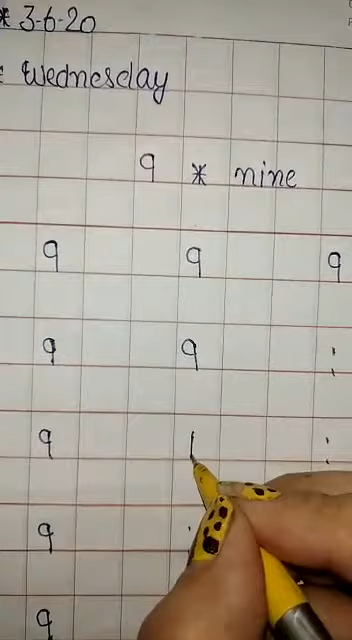 * 3-6-20
: Wednesday
9 * nine
9 9 9
9 9
9
9
9